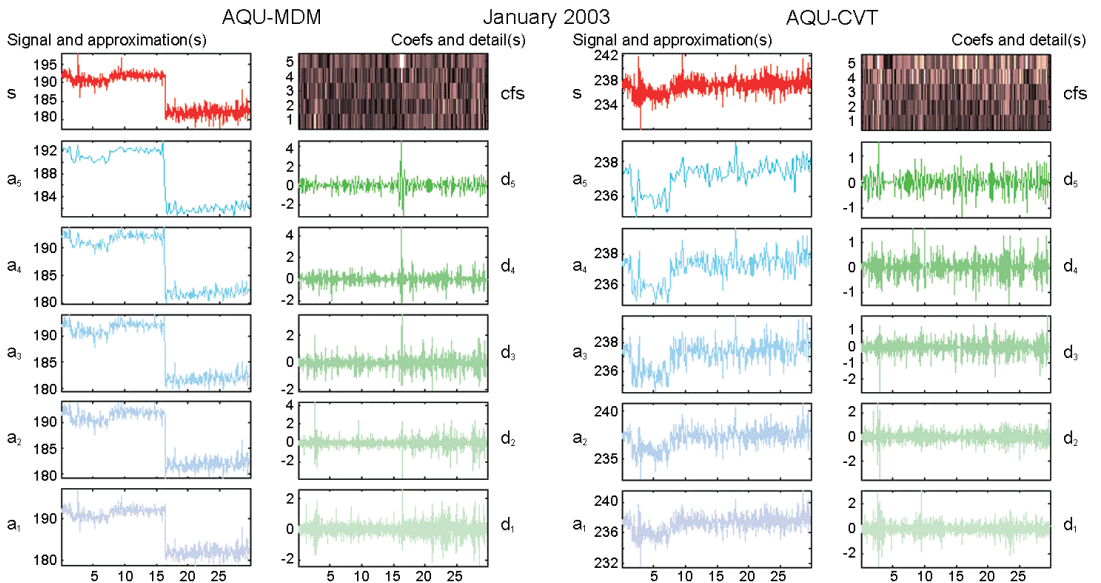 AQU-MDM January 2003 AQU-CVT
Signal and approximation(s) Coefs and detail(s) Signal and approximation(s) Coefs and detail(s)
s 195 190 185 180 5 4 3 2 1 cfs s 242 238 234 5 4 3 2 1 cfs
a5 192 188 184 4 2 0 -2 d5 a5 238 236 1 0 -1 d5
a4 190 185 180 4 2 0 -2 d4 a4 238 236 1 0 -1 d4
a3 190 185 180 2 0 -2 d3 a3 238 236 1 0 -1 -2 d3
a2 190 185 180 4 2 0 -2 d2 a2 240 235 2 0 -2 d2
a1 190 180 2 0 -2 d1 a1 240 236 232 2 0 -2 d1
5 10 15 20 25 5 10 15 20 25 5 10 15 20 25 5 10 15 20 25